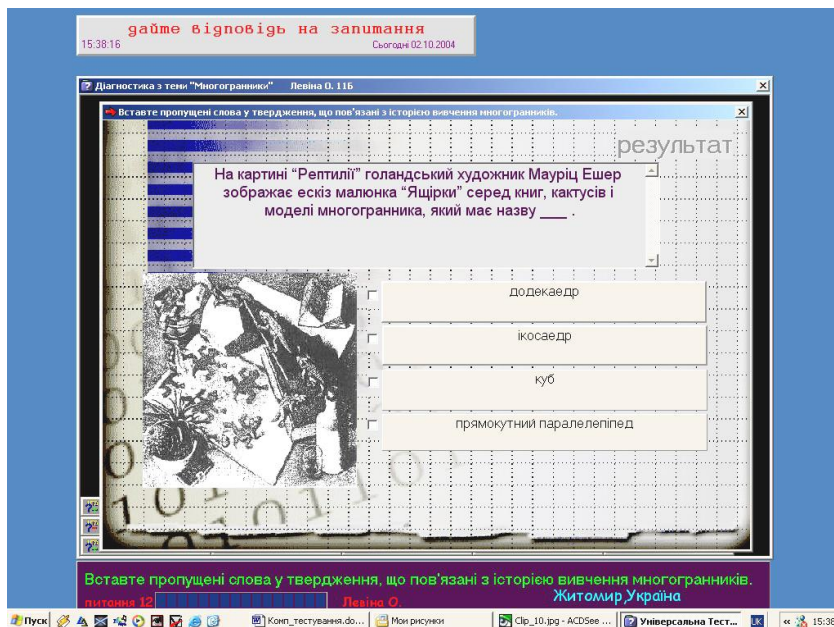 дайте відповідь на запитання
15:38:16 Сьогодні 02.10.2004
Діагностика з теми "Многогранники" Левіна О. 11Б
Вставте пропущені слова у твердження, що пов'язані з історією вивчення многогранників.
результат
На картині “Рептилії” голандський художник Мауріц Ешер
зображає ескіз малюнка “Ящірки” серед книг, кактусів і
моделі многогранника, який має назву ___ .
додекаедр
ікосаедр
куб
прямокутний паралелепіпед
Вставте пропущені слова у твердження, що пов'язані з історією вивчення многогранників.
питання 12 Левіна О. Житомир,Україна
Пуск Комп_тестування.do... Мои рисунки Clip_10.jpg - ACDSee ... Універсальна Тест... UK « 15:38